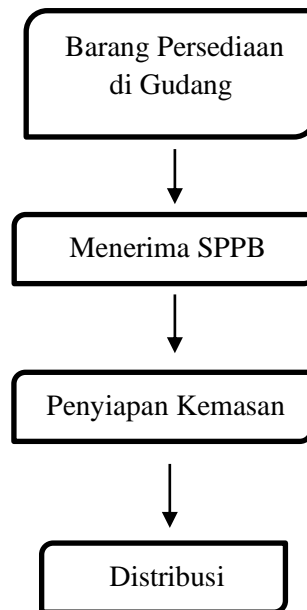 Barang Persediaan
di Gudang
Menerima SPPB
Penyiapan Kemasan
Distribusi